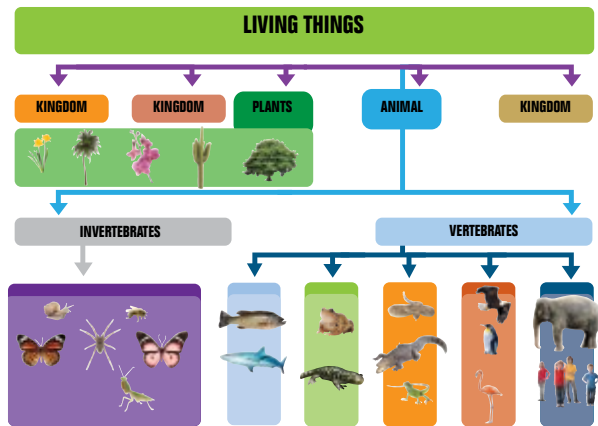 LIVING THINGS
KINGDOM
KINGDOM
PLANTS
ANIMAL
KINGDOM
INVERTEBRATES
VERTEBRATES